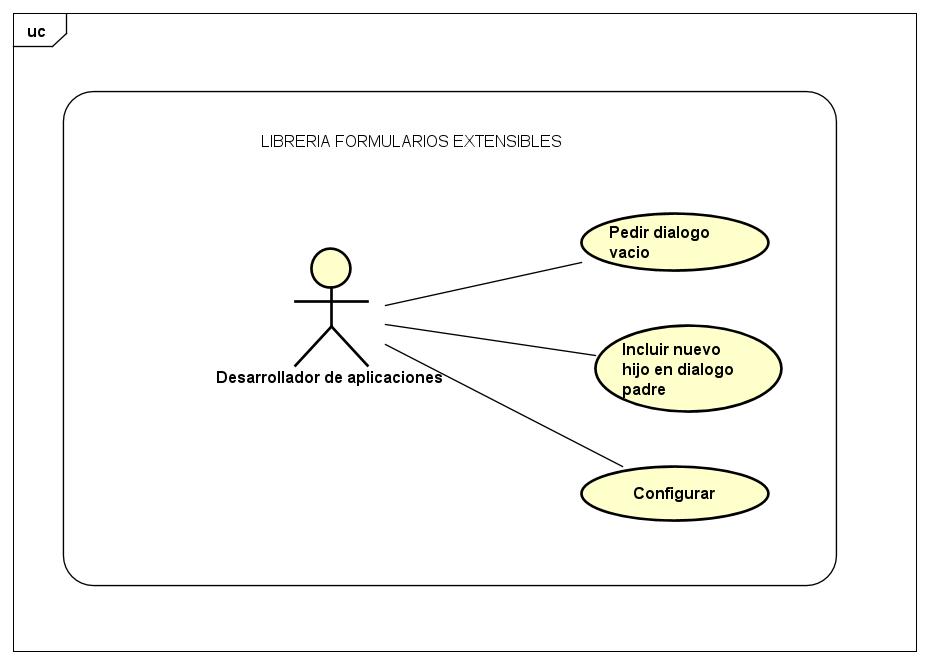 uc
LIBRERIA FORMULARIOS EXTENSIBLES
Pedir dialogo
vacio
Desarrollador de aplicaciones
Incluir nuevo
hijo en dialogo
padre
Configurar